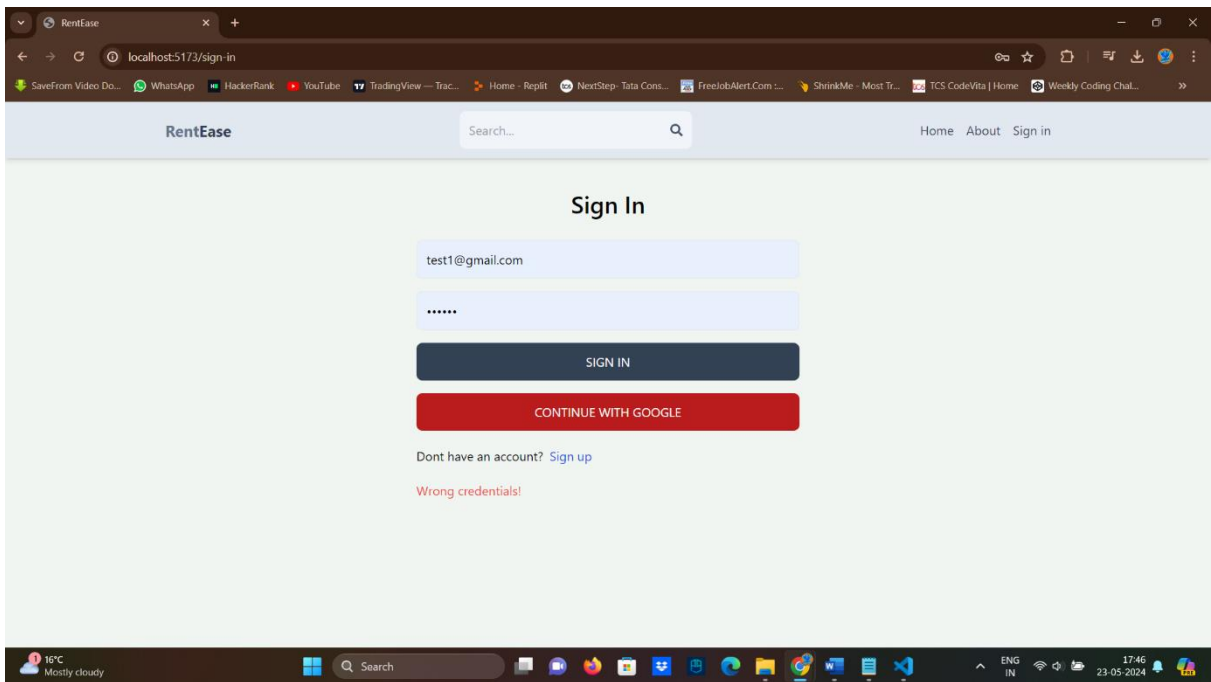 RentEase
localhost:5173/sign-in
SaveFrom Video Do... WhatsApp HackerRank YouTube TradingView — Trac... Home - Replit NextStep- Tata Cons... FreeJobAlert.Com :... ShrinkMe - Most Tr... TCS CodeVita | Home Weekly Coding Chal... »
RentEase Search... Home About Sign in
Sign In
test1@gmail.com
••••••
SIGN IN
CONTINUE WITH GOOGLE
Dont have an account? Sign up
Wrong credentials!
1 16°C
Mostly cloudy
Search
ENG
IN
17:46
23-05-2024